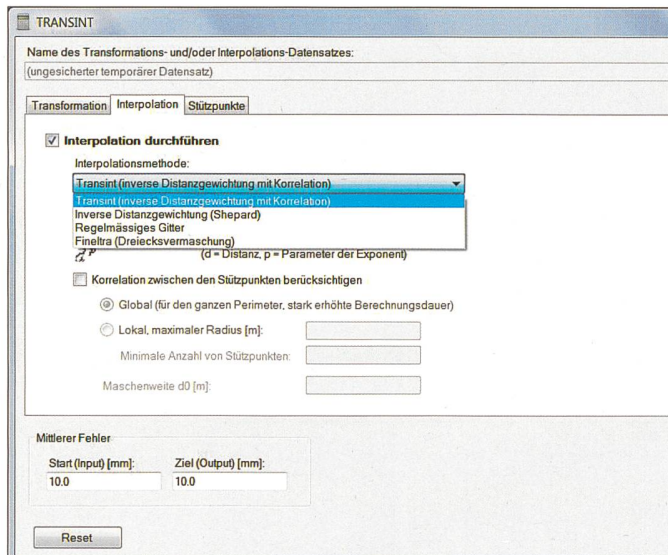 TRANSINT
Name des Transformations- und/oder Interpolations-Datensatzes:
(ungesicherter temporärer Datensatz)
Transformation Interpolation Stützpunkte
Interpolation durchführen
Interpolationsmethode:
Transint (inverse Distanzgewichtung mit Korrelation)
Transint (inverse Distanzgewichtung mit Korrelation)
Inverse Distanzgewichtung (Shepard)
Regelmässiges Gitter
Fineltra (Dreiecksvermaschung)
d p (d = Distanz, p = Parameter der Exponent)
Korrelation zwischen den Stützpunkten berücksichtigen
Global (für den ganzen Perimeter, stark erhöhte Berechnungsdauer)
Lokal, maximaler Radius [m]:
Minimale Anzahl von Stützpunkten:
Maschenweite d0 [m]:
Mittlerer Fehler
Start (Input) [mm]: Ziel (Output) [mm]:
10.0 10.0
Reset